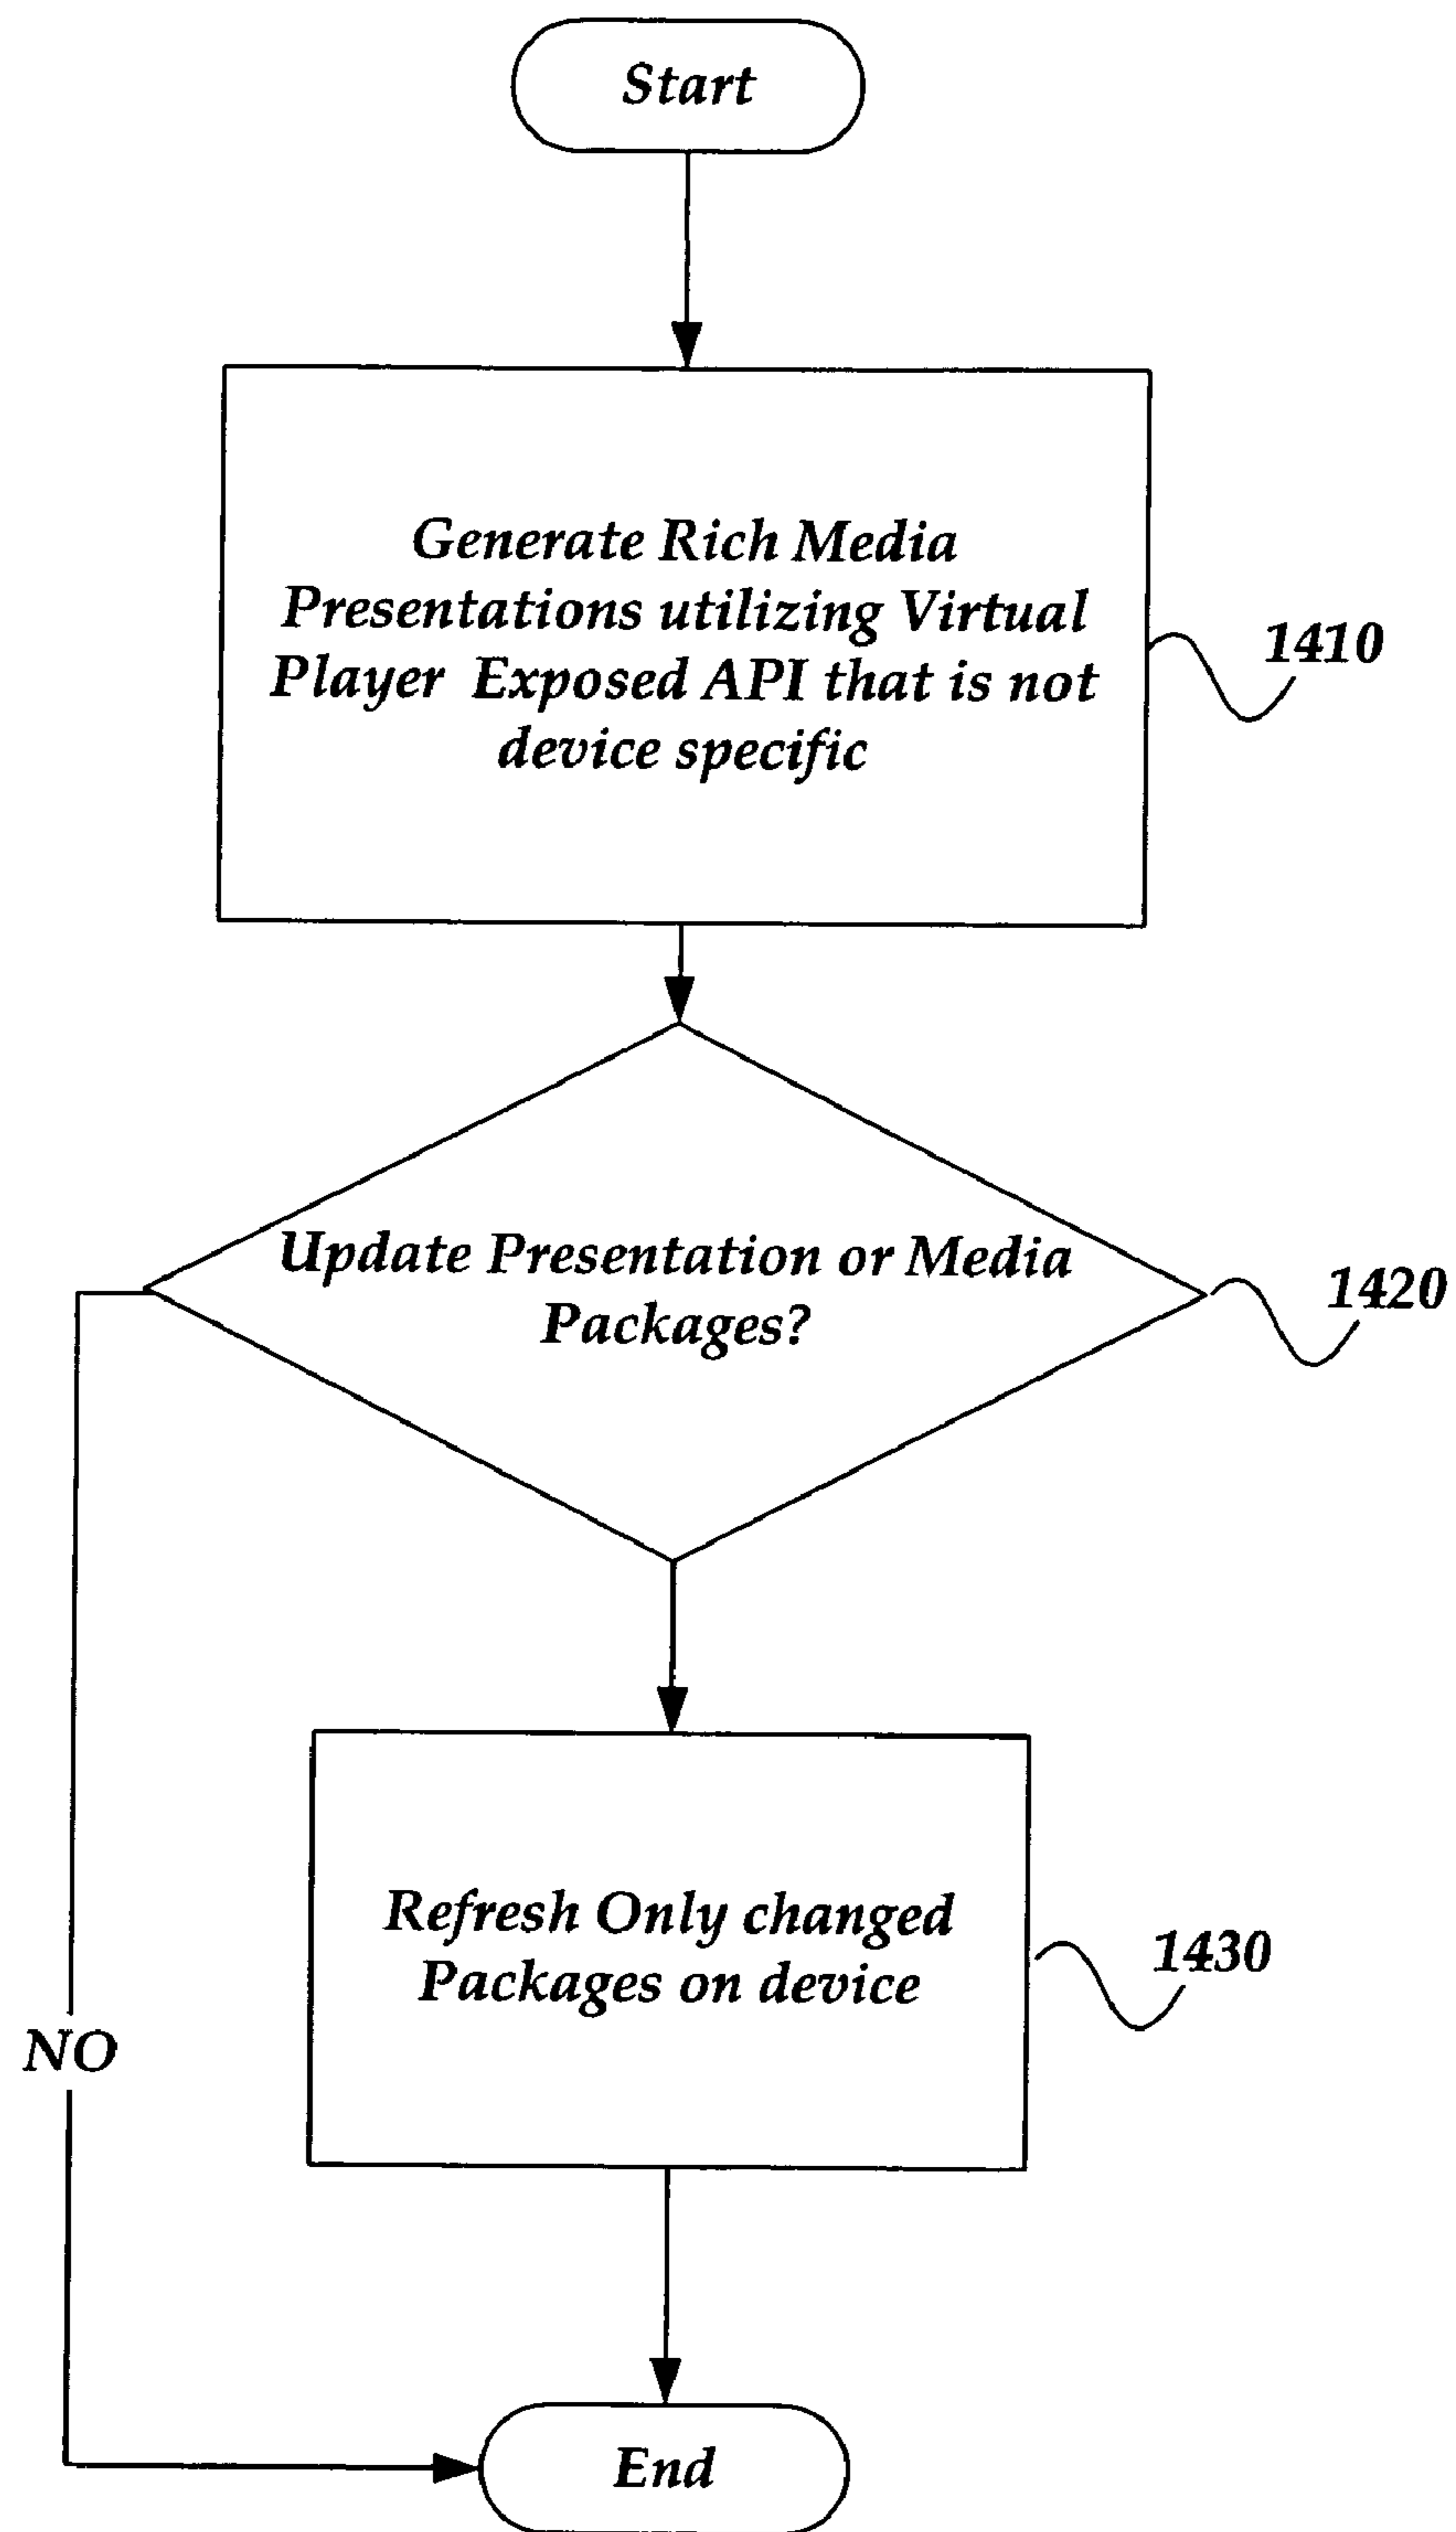 Start
Generate Rich Media
Presentations utilizing Virtual
Player Exposed API that is not
device specific
1410
Update Presentation or Media
Packages?
1420
Refresh Only changed
Packages on device
1430
NO
End